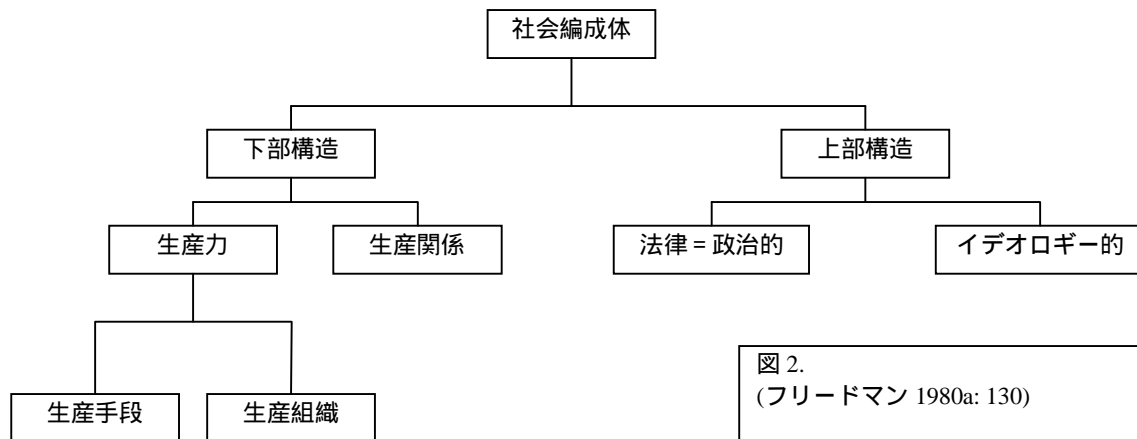 社会編成体
下部構造
上部構造
生産力
生産関係
法律 = 政治的
イデオロギー的
生産手段
生産組織
図 2.
(フリードマン 1980a: 130)